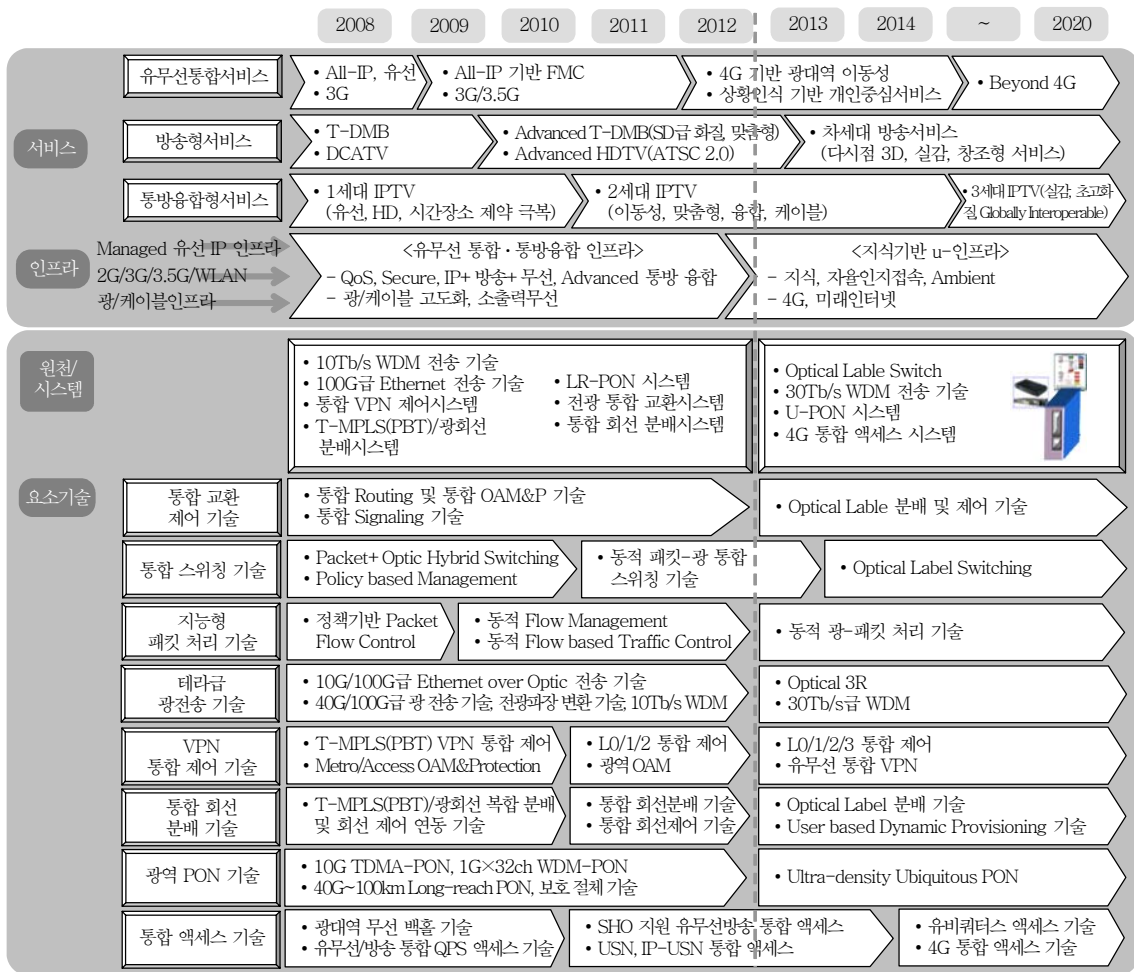 2008 2009 2010 2011 2012 2013 2014 ~ 2020
서비스
유무선통합서비스
• All-IP, 유선
• 3G
• All-IP 기반 FMC
• 3G/3.5G
• 4G 기반 광대역 이동성
• 상황인식 기반 개인중심서비스
• Beyond 4G
방송형서비스
• T-DMB
• DCATV
• Advanced T-DMB(SD급 화질, 맞춤형)
• Advanced HDTV(ATSC 2.0)
• 차세대 방송서비스
(다시점 3D, 실감, 창조형 서비스)
통방융합형서비스
• 1세대 IPTV
(유선, HD, 시간장소 제약 극복)
• 2세대 IPTV
(이동성, 맞춤형, 융합, 케이블)
• 3세대 IPTV(실감, 초고화
질, Globally Interoperable)
인프라
Managed 유선 IP 인프라
2G/3G/3.5G/WLAN
광/케이블인프라
<유무선 통합·통방융합 인프라>
- QoS, Secure, IP+ 방송+ 무선, Advanced 통방 융합
- 광/케이블 고도화, 소출력무선
<지식기반 u-인프라>
- 지식, 자율인지접속, Ambient
- 4G, 미래인터넷
원천/
시스템
• 10Tb/s WDM 전송 기술
• 100G급 Ethernet 전송 기술
• 통합 VPN 제어시스템
• T-MPLS(PBT)/광회선
분배시스템
• LR-PON 시스템
• 전광 통합 교환시스템
• 통합 회선 분배시스템
• Optical Lable Switch
• 30Tb/s WDM 전송 기술
• U-PON 시스템
• 4G 통합 액세스 시스템
요소기술
통합 교환
제어 기술
• 통합 Routing 및 통합 OAM&P 기술
• 통합 Signaling 기술
• Optical Lable 분배 및 제어 기술
통합 스위칭 기술
• Packet+ Optic Hybrid Switching
• Policy based Management
• 동적 패킷-광 통합
스위칭 기술
• Optical Label Switching
지능형
패킷 처리 기술
• 정책기반 Packet
Flow Control
• 동적 Flow Management
• 동적 Flow based Traffic Control
• 동적 광-패킷 처리 기술
테라급
광전송 기술
• 10G/100G급 Ethernet over Optic 전송 기술
• 40G/100G급 광 전송 기술, 전광파장 변환 기술, 10Tb/s WDM
• Optical 3R
• 30Tb/s급 WDM
VPN
통합 제어 기술
• T-MPLS(PBT) VPN 통합 제어
• Metro/Access OAM&Protection
• L0/1/2 통합 제어
• 광역 OAM
• L0/1/2/3 통합 제어
• 유무선 통합 VPN
통합 회선
분배 기술
• T-MPLS(PBT)/광회선 복합 분배
및 회선 제어 연동 기술
• 통합 회선분배 기술
• 통합 회선제어 기술
• Optical Label 분배 기술
• User based Dynamic Provisioning 기술
광역 PON 기술
• 10G TDMA-PON, 1G×32ch WDM-PON
• 40G~100km Long-reach PON, 보호 절체 기술
• Ultra-density Ubiquitous PON
통합 액세스 기술
• 광대역 무선 백홀 기술
• 유무선/방송 통합 QPS 액세스 기술
• SHO 지원 유무선방송 통합 액세스
• USN, IP-USN 통합 액세스
• 유비쿼터스 액세스 기술
• 4G 통합 액세스 기술